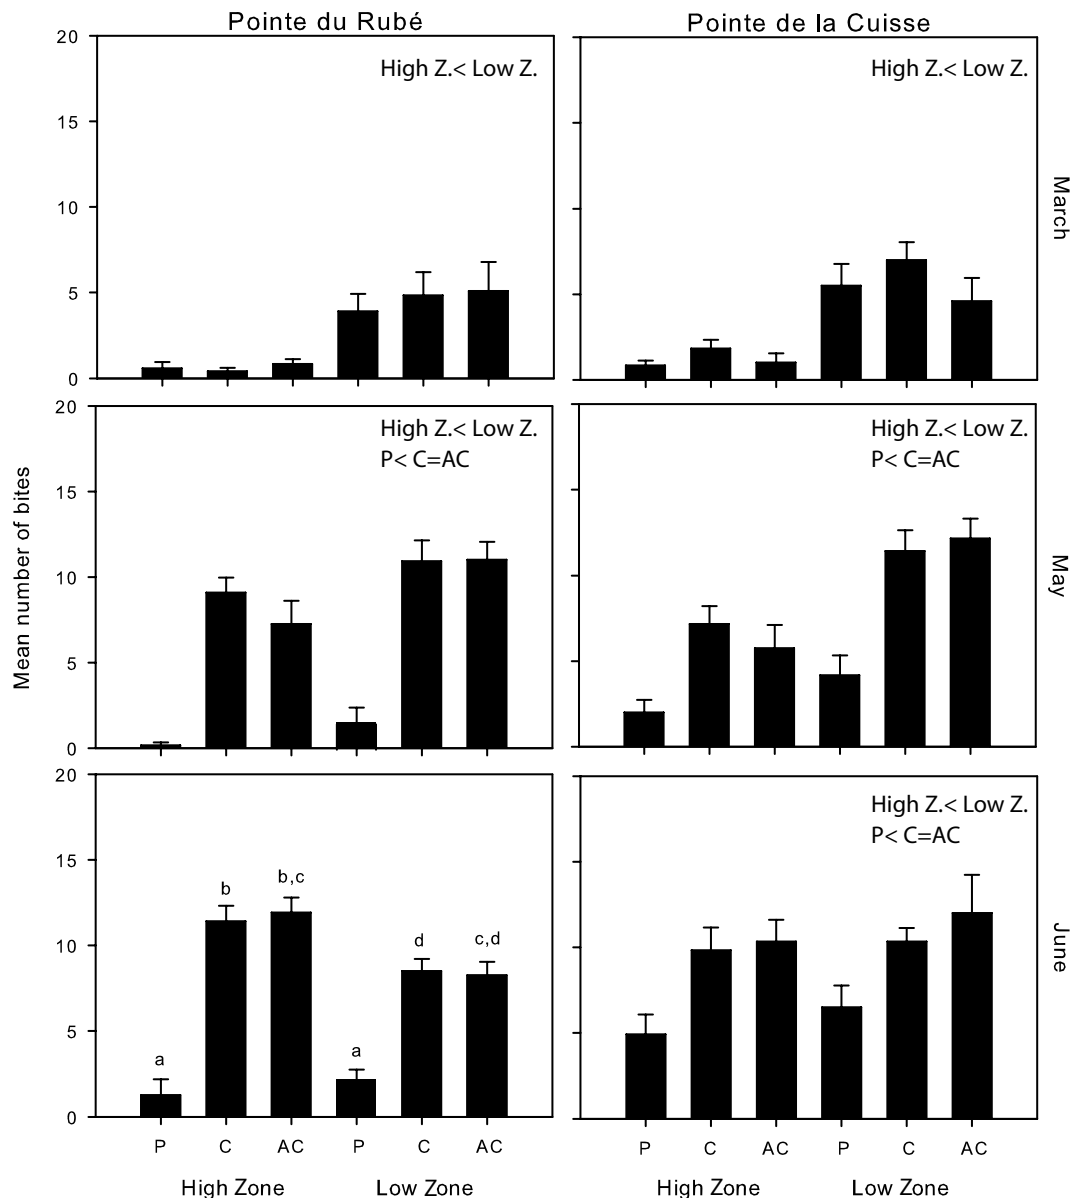 Pointe du Rubé
Pointe de la Cuisse
20
15
10
5
0
High Z.< Low Z.
High Z.< Low Z.
March
20
15
10
5
0
High Z.< Low Z.
P< C=AC
High Z.< Low Z.
P< C=AC
May
Mean number of bites
20
15
10
5
0
a
b
b,c
a
d
c,d
High Z.< Low Z.
P< C=AC
June
P C AC P C AC
P C AC P C AC
High Zone Low Zone
High Zone Low Zone